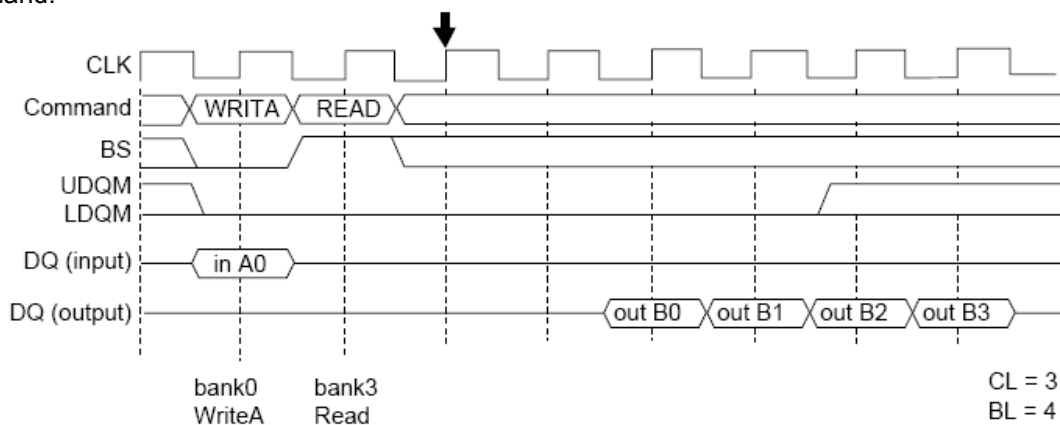 and.
CLK
Command WRITA READ
BS
UDQM
LDQM
DQ (input) in A0
DQ (output) out B0 out B1 out B2 out B3
bank0 bank3
WriteA Read
CL = 3
BL = 4